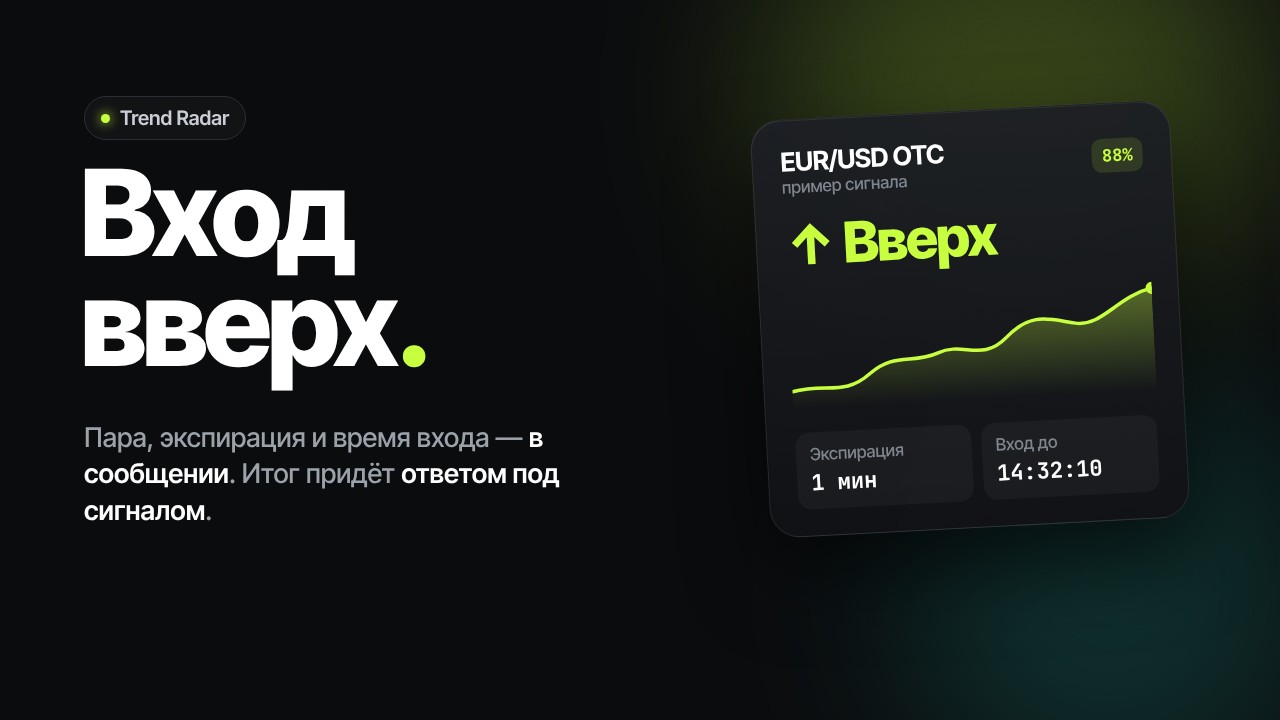 Trend Radar
Вход
вверх.
Пара, экспирация и время входа — в
сообщении. Итог придёт ответом под
сигналом.
EUR/USD OTC
88%
пример сигнала
↑ Вверх
Экспирация
1 мин
Вход до
14:32:10